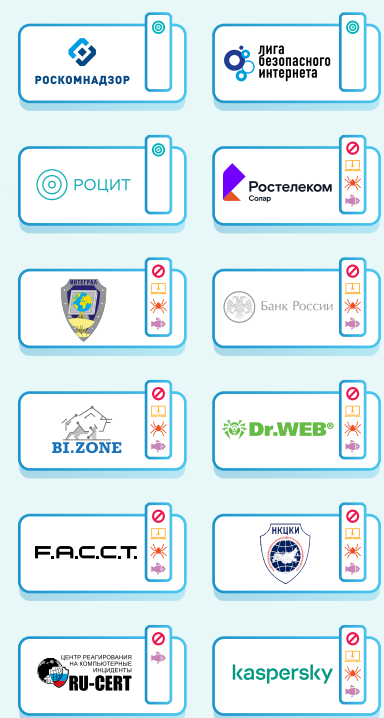 РОСКОМНАДЗОР
лига
безопасного
интернета
РОЦИТ
Ростелеком
Солар
ИНТЕГРАЛ
Банк России
BI.ZONE
Dr.WEB®
F.A.C.C.T.
НКЦКИ
ЦЕНТР РЕАГИРОВАНИЯ
НА КОМПЬЮТЕРНЫЕ
ИНЦИДЕНТЫ
RU-CERT
kaspersky